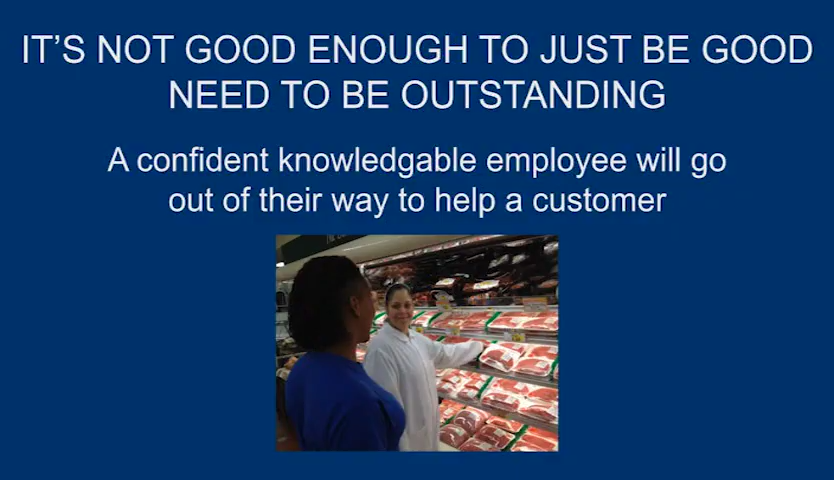 IT’S NOT GOOD ENOUGH TO JUST BE GOOD
NEED TO BE OUTSTANDING
A confident knowledgable employee will go
out of their way to help a customer